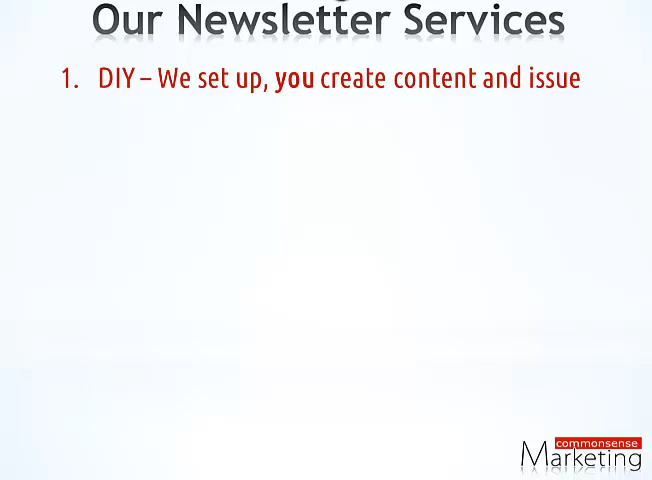 Our Newsletter Services
1. DIY – We set up, you create content and issue
commonsense
Marketing